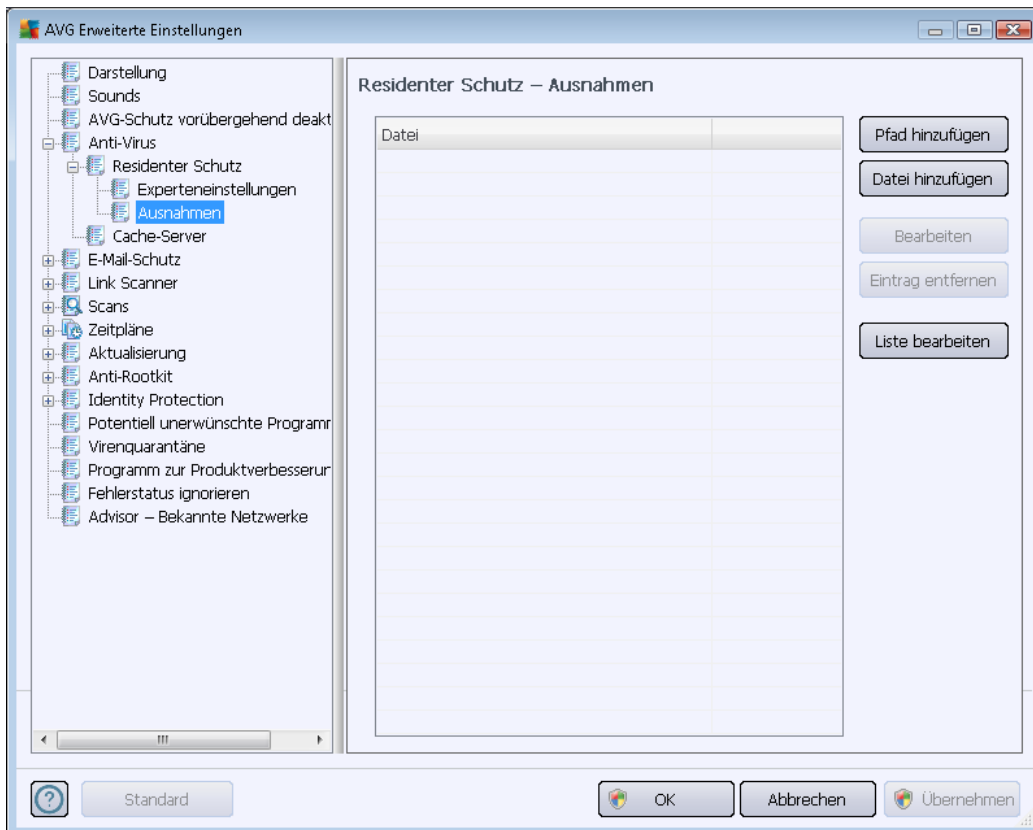 AVG Erweiterte Einstellungen
Darstellung
Sounds
AVG-Schutz vorübergehend deakt
Anti-Virus
Residenter Schutz
Experteneinstellungen
Ausnahmen
Cache-Server
E-Mail-Schutz
Link Scanner
Scans
Zeitpläne
Aktualisierung
Anti-Rootkit
Identity Protection
Potentiell unerwünschte Programr
Virenquarantäne
Programm zur Produktverbesserur
Fehlerstatus ignorieren
Advisor – Bekannte Netzwerke
Residenter Schutz – Ausnahmen
Datei
Pfad hinzufügen
Datei hinzufügen
Bearbeiten
Eintrag entfernen
Liste bearbeiten
Standard
OK
Abbrechen
Übernehmen